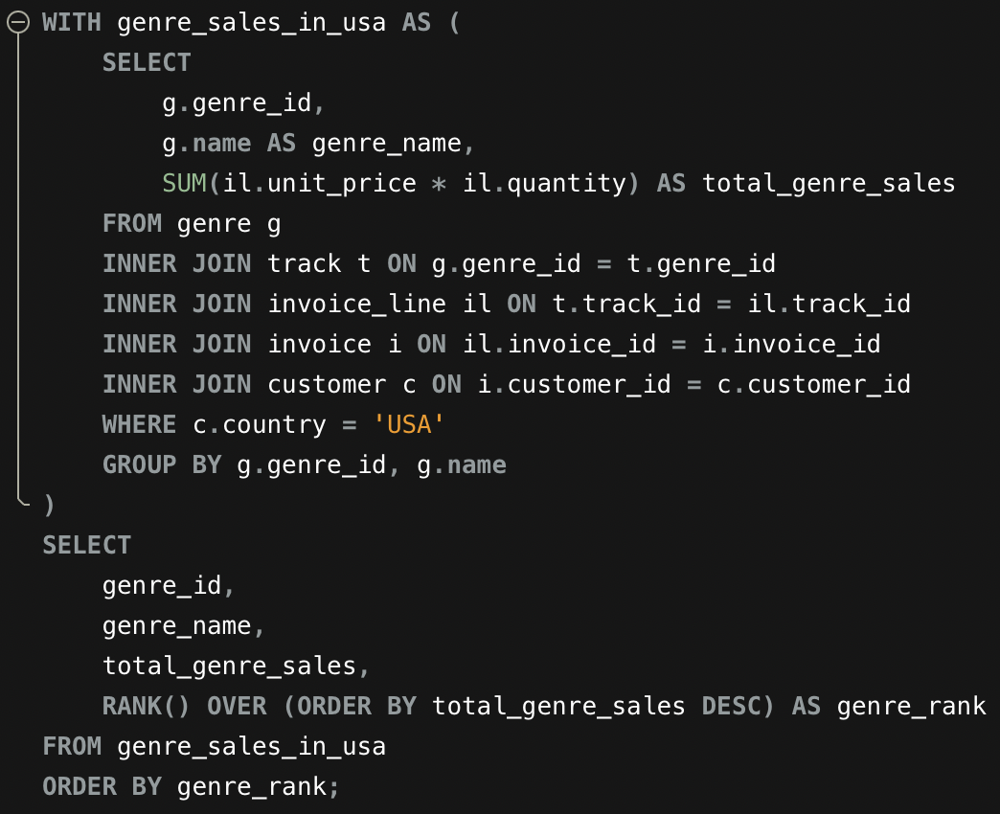 WITH genre_sales_in_usa AS (
    SELECT
        g.genre_id,
        g.name AS genre_name,
        SUM(il.unit_price * il.quantity) AS total_genre_sales
    FROM genre g
    INNER JOIN track t ON g.genre_id = t.genre_id
    INNER JOIN invoice_line il ON t.track_id = il.track_id
    INNER JOIN invoice i ON il.invoice_id = i.invoice_id
    INNER JOIN customer c ON i.customer_id = c.customer_id
    WHERE c.country = 'USA'
    GROUP BY g.genre_id, g.name
)
SELECT
    genre_id,
    genre_name,
    total_genre_sales,
    RANK() OVER (ORDER BY total_genre_sales DESC) AS genre_rank
FROM genre_sales_in_usa
ORDER BY genre_rank;